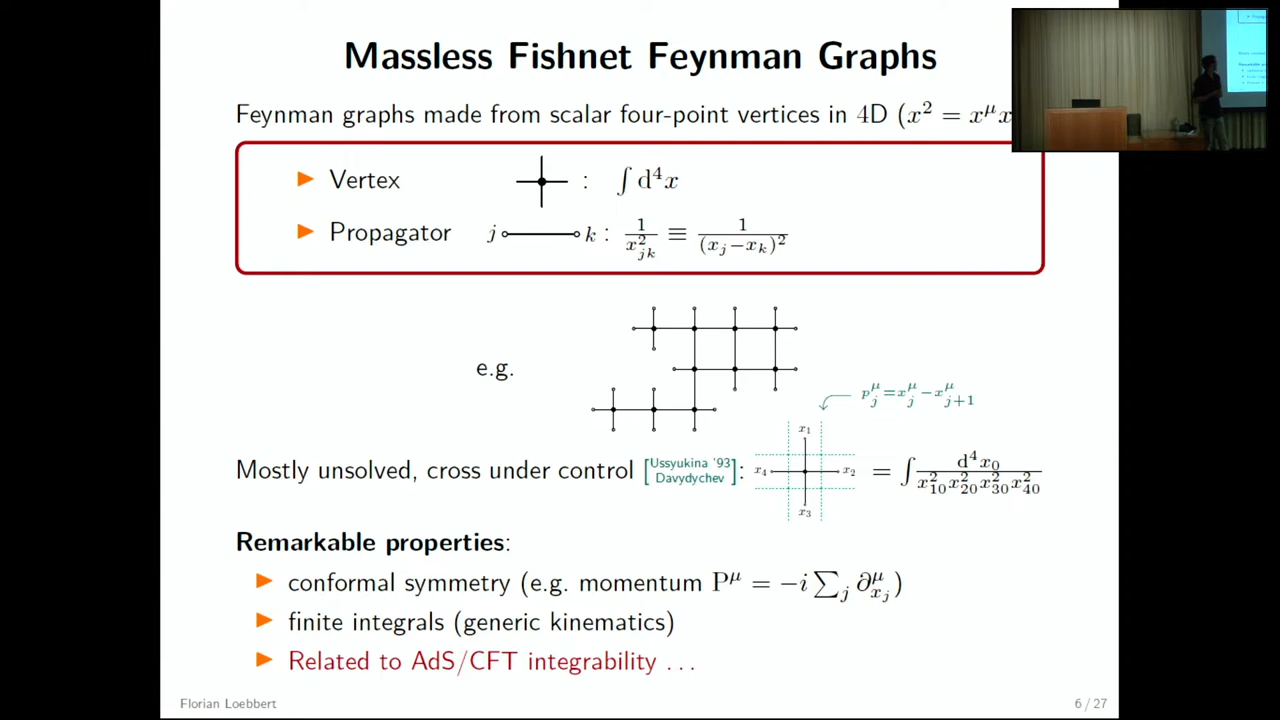 Massless Fishnet Feynman Graphs
Feynman graphs made from scalar four-point vertices in 4D (x² = x^μ x
▶ Vertex : ∫ d⁴x
▶ Propagator j k : 1/x²_{jk} ≡ 1/(x_j−x_k)²
e.g.
p^μ_j = x^μ_j − x^μ_{j+1}
Mostly unsolved, cross under control [Ussyukina '93 Davydychev]: x₁ x₄ x₂ x₃ = ∫ d⁴x₀/(x²₁₀x²₂₀x²₃₀x²₄₀)
Remarkable properties:
▶ conformal symmetry (e.g. momentum P^μ = −i ∑_j ∂^μ_{x_j})
▶ finite integrals (generic kinematics)
▶ Related to AdS/CFT integrability . . .
Florian Loebbert
6 / 27